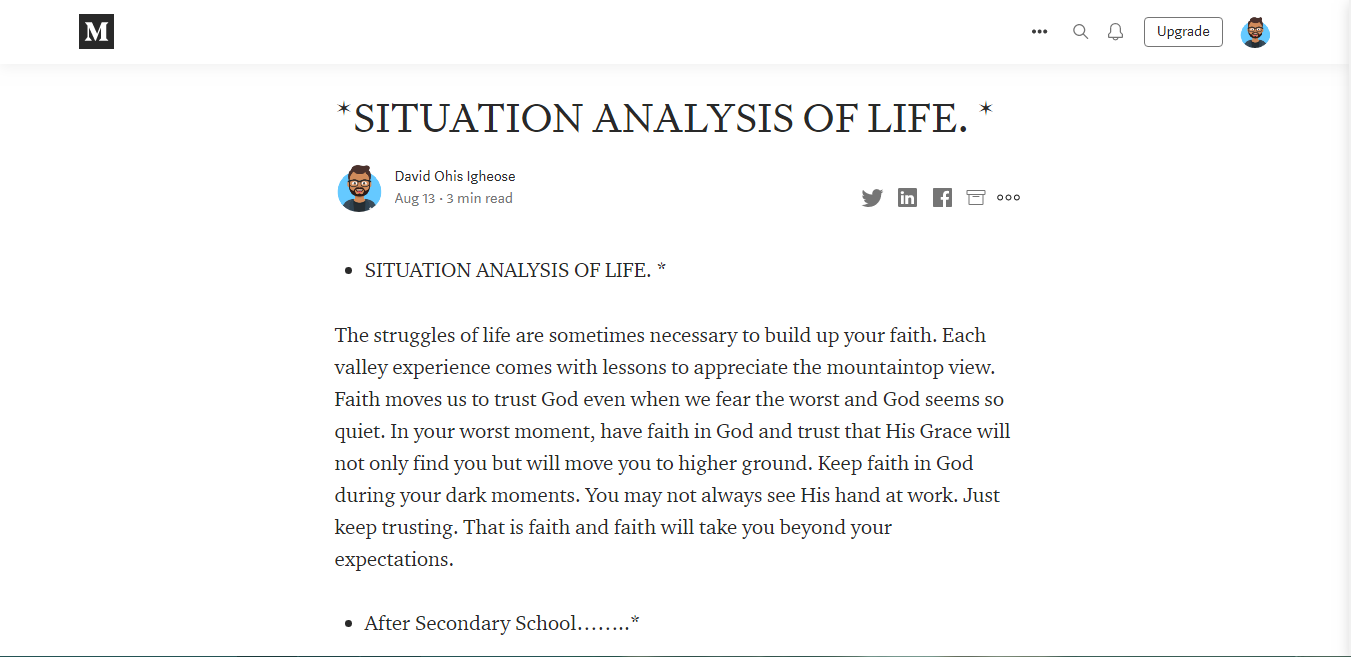 M
Upgrade
*SITUATION ANALYSIS OF LIFE. *
David Ohis Igheose
Aug 13 · 3 min read
• SITUATION ANALYSIS OF LIFE. *
The struggles of life are sometimes necessary to build up your faith. Each
valley experience comes with lessons to appreciate the mountaintop view.
Faith moves us to trust God even when we fear the worst and God seems so
quiet. In your worst moment, have faith in God and trust that His Grace will
not only find you but will move you to higher ground. Keep faith in God
during your dark moments. You may not always see His hand at work. Just
keep trusting. That is faith and faith will take you beyond your
expectations.
• After Secondary School……..*